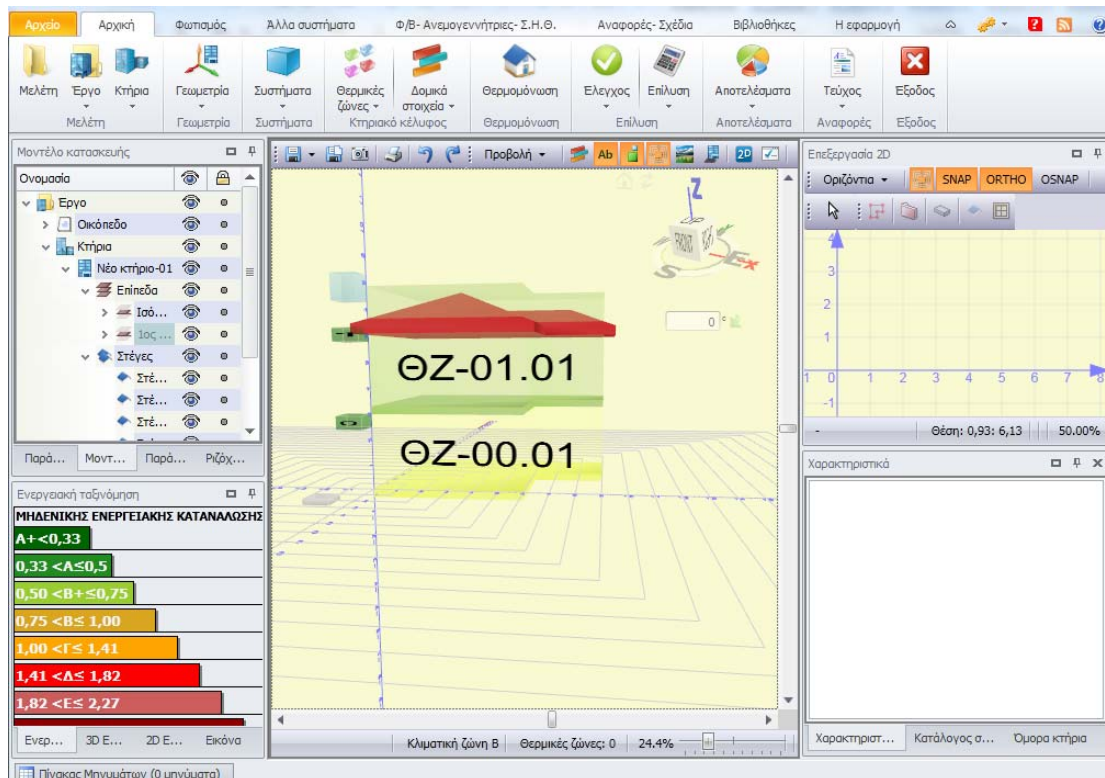 Αρχείο Αρχική Φωτισμός Άλλα συστήματα Φ/Β- Ανεμογεννήτριες- Σ.Η.Θ. Αναφορές- Σχέδια Βιβλιοθήκες Η εφαρμογή
Μελέτη Έργο Κτήρια Γεωμετρία Συστήματα Θερμικές ζώνες Δομικά στοιχεία Θερμομόνωση Έλεγχος Επίλυση Αποτελέσματα Τεύχος Έξοδος
Μελέτη Γεωμετρία Συστήματα Κτηριακό κέλυφος Θερμομόνωση Επίλυση Αποτελέσματα Αναφορές Έξοδος
Μοντέλο κατασκευής
Ονομασία
Έργο
Οικόπεδο
Κτήρια
Νέο κτήριο-01
Επίπεδα
Ισό...
1ος ...
Στέγες
Στέ...
Στέ...
Στέ...
Παρά... Μοντ... Παρά... Ριζόχ...
Ενεργειακή ταξινόμηση
ΜΗΔΕΝΙΚΗΣ ΕΝΕΡΓΕΙΑΚΗΣ ΚΑΤΑΝΑΛΩΣΗΣ
Α+<0,33
0,33 <Α≤0,5
0,50 <Β+≤0,75
0,75 <Β≤ 1,00
1,00 <Γ≤ 1,41
1,41 <Δ≤ 1,82
1,82 <Ε≤ 2,27
Ενερ... 3D Ε... 2D Ε... Εικόνα
Προβολή Ab 2D
Z
FRONT
S E x
0 °
ΘΖ-01.01
ΘΖ-00.01
Κλιματική ζώνη Β Θερμικές ζώνες: 0 24.4%
Επεξεργασία 2D
Οριζόντια SNAP ORTHO OSNAP
4
3
2
1
1 0 1 2 3 4 5 6 7 8
-1
- Θέση: 0,93: 6,13 50.00%
Χαρακτηριστικά
Χαρακτηριστ... Κατάλογος σ... Όμορα κτήρια
Πίνακας Μηνυμάτων (0 μηνύματα)